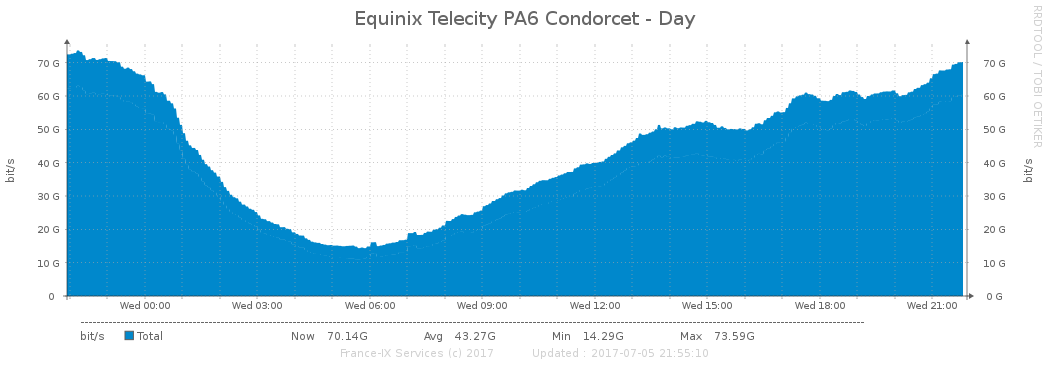 Equinix Telecity PA6 Condorcet - Day
RRDTOOL / TOBI OETIKER
bit/s
70 G 70 G
60 G 60 G
50 G 50 G
40 G 40 G
30 G 30 G
20 G 20 G
10 G 10 G
0 0 G
bit/s
Wed 00:00 Wed 03:00 Wed 06:00 Wed 09:00 Wed 12:00 Wed 15:00 Wed 18:00 Wed 21:00
bit/s Total Now 70.14G Avg 43.27G Min 14.29G Max 73.59G
France-IX Services (c) 2017 Updated : 2017-07-05 21:55:10